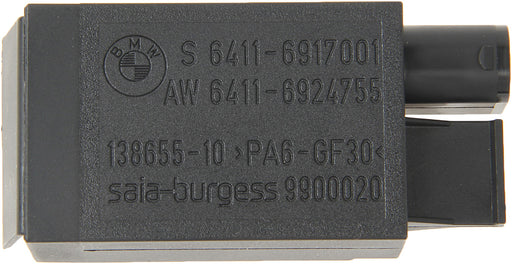 BMW
S 6411-6917001
AW 6411-6924755
138655-10 >PA6-GF30<
saia-burgess 9900020